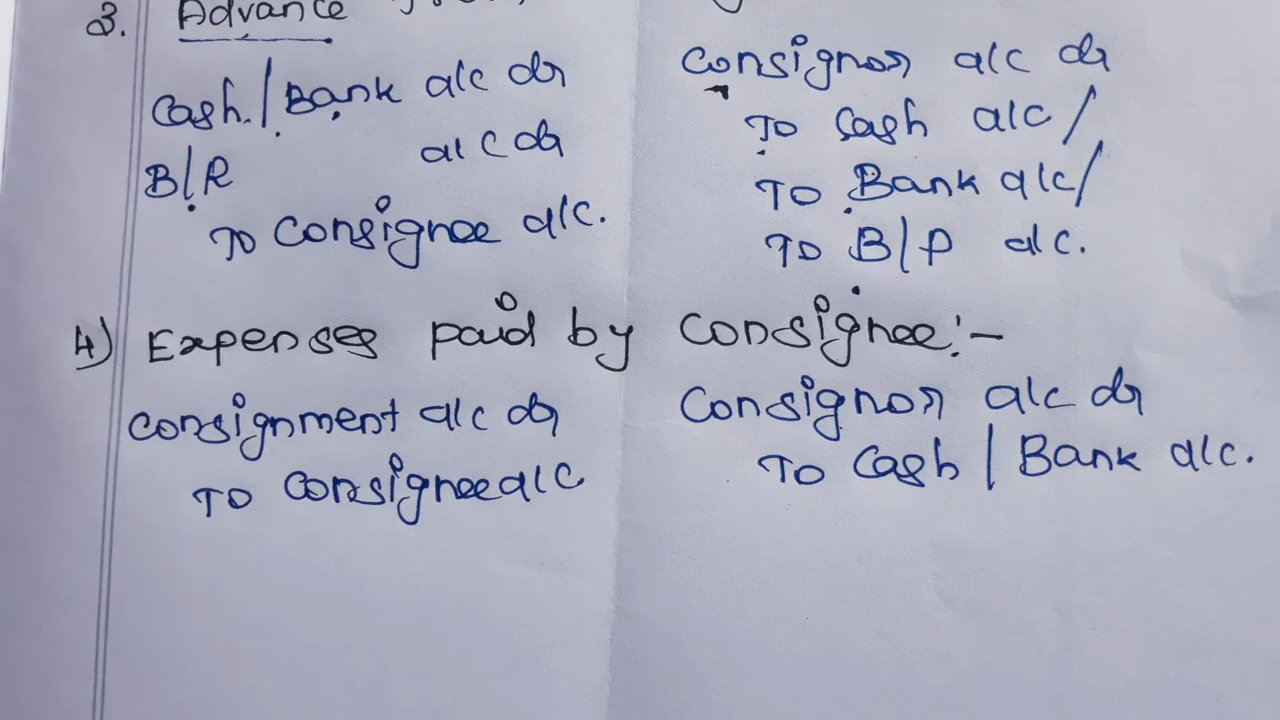 3. Advance
Cash / Bank a/c dr
B/R a/c dr
To Consignee a/c.
Consignor a/c dr
To Cash a/c /
To Bank a/c /
To B/P a/c.
4) Expenses paid by Consignee:-
Consignment a/c dr
To Consignee a/c
Consignor a/c dr
To Cash / Bank a/c.